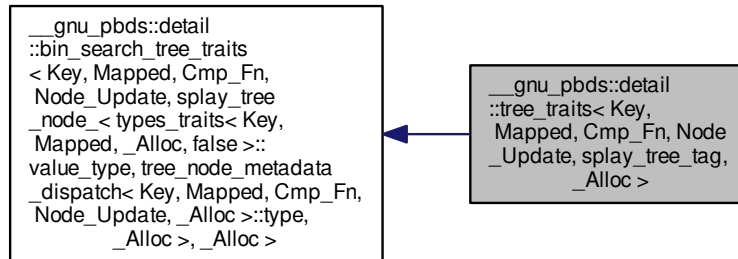 __gnu_pbds::detail
::bin_search_tree_traits
< Key, Mapped, Cmp_Fn,
Node_Update, splay_tree
_node_< types_traits< Key,
Mapped, _Alloc, false >::
value_type, tree_node_metadata
_dispatch< Key, Mapped, Cmp_Fn,
Node_Update, _Alloc >::type,
_Alloc >, _Alloc >
__gnu_pbds::detail
::tree_traits< Key,
Mapped, Cmp_Fn, Node
_Update, splay_tree_tag,
_Alloc >